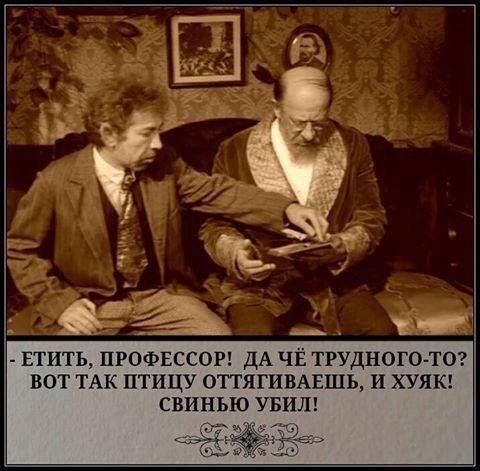 - ЕТИТЬ, ПРОФЕССОР! ДА ЧЁ ТРУДНОГО-ТО?
ВОТ ТАК ПТИЦУ ОТТЯГИВАЕШЬ, И ХУЯК!
СВИНЬЮ УБИЛ!